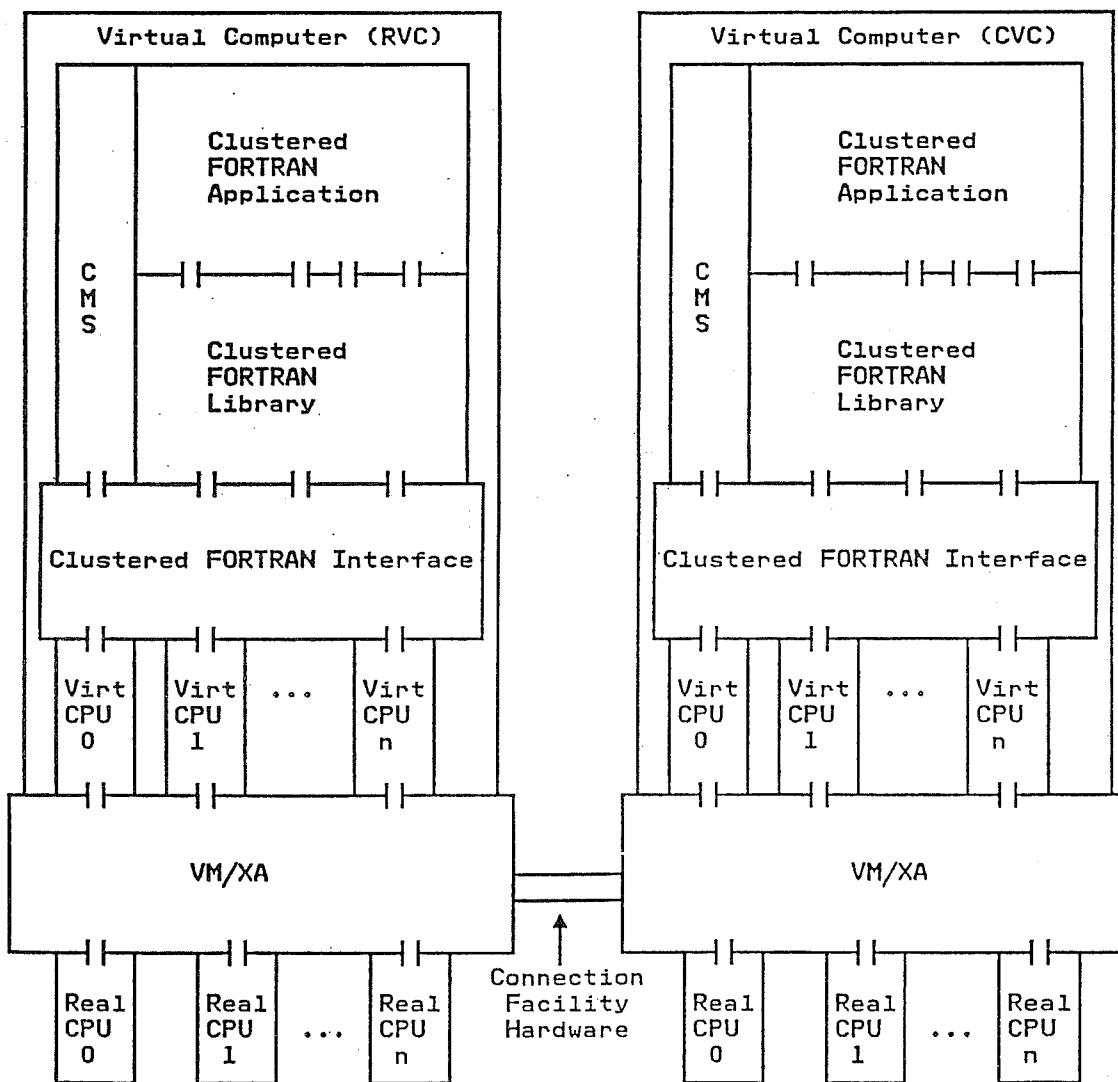 Virtual Computer (RVC)
Clustered
FORTRAN
Application
C
M
S
Clustered
FORTRAN
Library
Clustered FORTRAN Interface
Virt
CPU
0
Virt
CPU
1
...
Virt
CPU
n
VM/XA
Real
CPU
0
Real
CPU
1
...
Real
CPU
n
Connection
Facility
Hardware
Virtual Computer (CVC)
Clustered
FORTRAN
Application
C
M
S
Clustered
FORTRAN
Library
Clustered FORTRAN Interface
Virt
CPU
0
Virt
CPU
1
...
Virt
CPU
n
VM/XA
Real
CPU
0
Real
CPU
1
...
Real
CPU
n